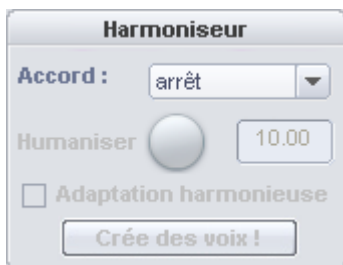 Harmoniseur
Accord : arrêt
Humaniser 10.00
Adaptation harmonieuse
Crée des voix !